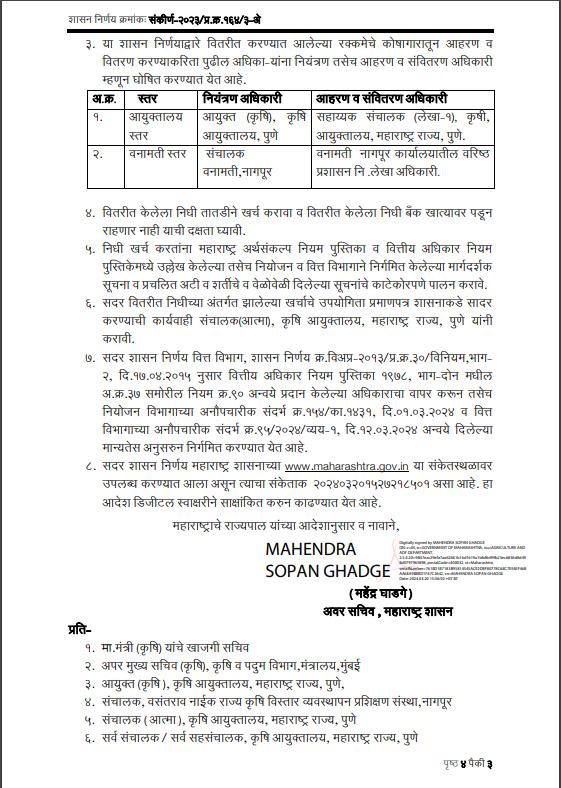 शासन निर्णय क्रमांकः संकीर्ण-२०२३/प्र.क्र.१६४/३-अे
३. या शासन निर्णयाद्वारे वितरीत करण्यात आलेल्या रक्कमेचे कोषागारातून आहरण व
वितरण करण्याकरिता पुढील अधिका-यांना नियंत्रण तसेच आहरण व संवितरण अधिकारी
म्हणून घोषित करण्यात येत आहे.
अ.क्र. स्तर नियंत्रण अधिकारी आहरण व संवितरण अधिकारी
१. आयुक्तालय आयुक्त (कृषि), कृषि सहाय्यक संचालक (लेखा-१), कृषी,
स्तर आयुक्तालय, पुणे आयुक्तालय, महाराष्ट्र राज्य, पुणे.
२. वनामती स्तर संचालक वनामती नागपूर कार्यालयातील वरिष्ठ
वनामती,नागपूर प्रशासन नि .लेखा अधिकारी.
४. वितरीत केलेला निधी तातडीने खर्च करावा व वितरीत केलेला निधी बँक खात्यावर पडून
राहणार नाही याची दक्षता घ्यावी.
५. निधी खर्च करतांना महाराष्ट्र अर्थसंकल्प नियम पुस्तिका व वित्तीय अधिकार नियम
पुस्तिकेमध्ये उल्लेख केलेल्या तसेच नियोजन व वित्त विभागाने निर्गमित केलेल्या मार्गदर्शक
सूचना व प्रचलित अटी व शर्तीचे व वेळोवेळी दिलेल्या सूचनांचे काटेकोरपणे पालन करावे.
६. सदर वितरीत निधीच्या अंतर्गत झालेल्या खर्चाचे उपयोगिता प्रमाणपत्र शासनाकडे सादर
करण्याची कार्यवाही संचालक(आत्मा), कृषि आयुक्तालय, महाराष्ट्र राज्य, पुणे यांनी
करावी.
७. सदर शासन निर्णय वित्त विभाग, शासन निर्णय क्र.विअप्र-२०१३/प्र.क्र.३०/विनियम,भाग-
२, दि.१७.०४.२०१५ नुसार वित्तीय अधिकार नियम पुस्तिका १९७८, भाग-दोन मधील
अ.क्र.३७ समोरील नियम क्र.९० अन्वये प्रदान केलेल्या अधिकाराचा वापर करून तसेच
नियोजन विभागाच्या अनौपचारीक संदर्भ क्र.१५४/का.१४३१, दि.०१.०३.२०२४ व वित्त
विभागाच्या अनौपचारीक संदर्भ क्र.९५/२०२४/व्यय-१, दि.१२.०३.२०२४ अन्वये दिलेल्या
मान्यतेस अनुसरुन निर्गमित करण्यात येत आहे.
८. सदर शासन निर्णय महाराष्ट्र शासनाच्या www.maharashtra.gov.in या संकेतस्थळावर
उपलब्ध करण्यात आला असून त्याचा संकेताक २०२४०३२०१५२७२१८५०१ असा आहे. हा
आदेश डिजीटल स्वाक्षरीने साक्षांकित करुन काढण्यात येत आहे.
महाराष्ट्राचे राज्यपाल यांच्या आदेशानुसार व नावाने,
MAHENDRA
SOPAN GHADGE
Digitally signed by MAHENDRA SOPAN GHADGE
(महेंद्र घाडगे)
अवर सचिव , महाराष्ट्र शासन
प्रति-
१. मा.मंत्री (कृषि) यांचे खाजगी सचिव
२. अपर मुख्य सचिव (कृषि), कृषि व पदुम विभाग,मंत्रालय,मुंबई
३. आयुक्त (कृषि ), कृषि आयुक्तालय, महाराष्ट्र राज्य, पुणे,
४. संचालक, वसंतराव नाईक राज्य कृषि विस्तार व्यवस्थापन प्रशिक्षण संस्था,नागपूर
५. संचालक (आत्मा ), कृषि आयुक्तालय, महाराष्ट्र राज्य, पुणे
६. सर्व संचालक / सर्व सहसंचालक, कृषि आयुक्तालय, महाराष्ट्र राज्य, पुणे
पृष्ठ ४ पैकी ३